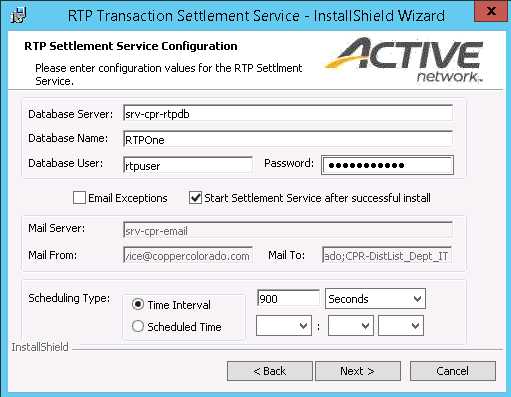 RTP Transaction Settlement Service - InstallShield Wizard
x
RTP Settlement Service Configuration
Please enter configuration values for the RTP Settlment
Service.
ACTIVE
network™
Database Server: srv-cpr-rtpdb
Database Name: RTPOne
Database User: rtpuser Password: ●●●●●●●●●●●
Email Exceptions Start Settlement Service after successful install
Mail Server: srv-cpr-email
Mail From: vice@coppercolorado.com Mail To: ado;CPR-DistList_Dept_IT
Scheduling Type: Time Interval 900 Seconds
Scheduled Time :
InstallShield
< Back Next > Cancel